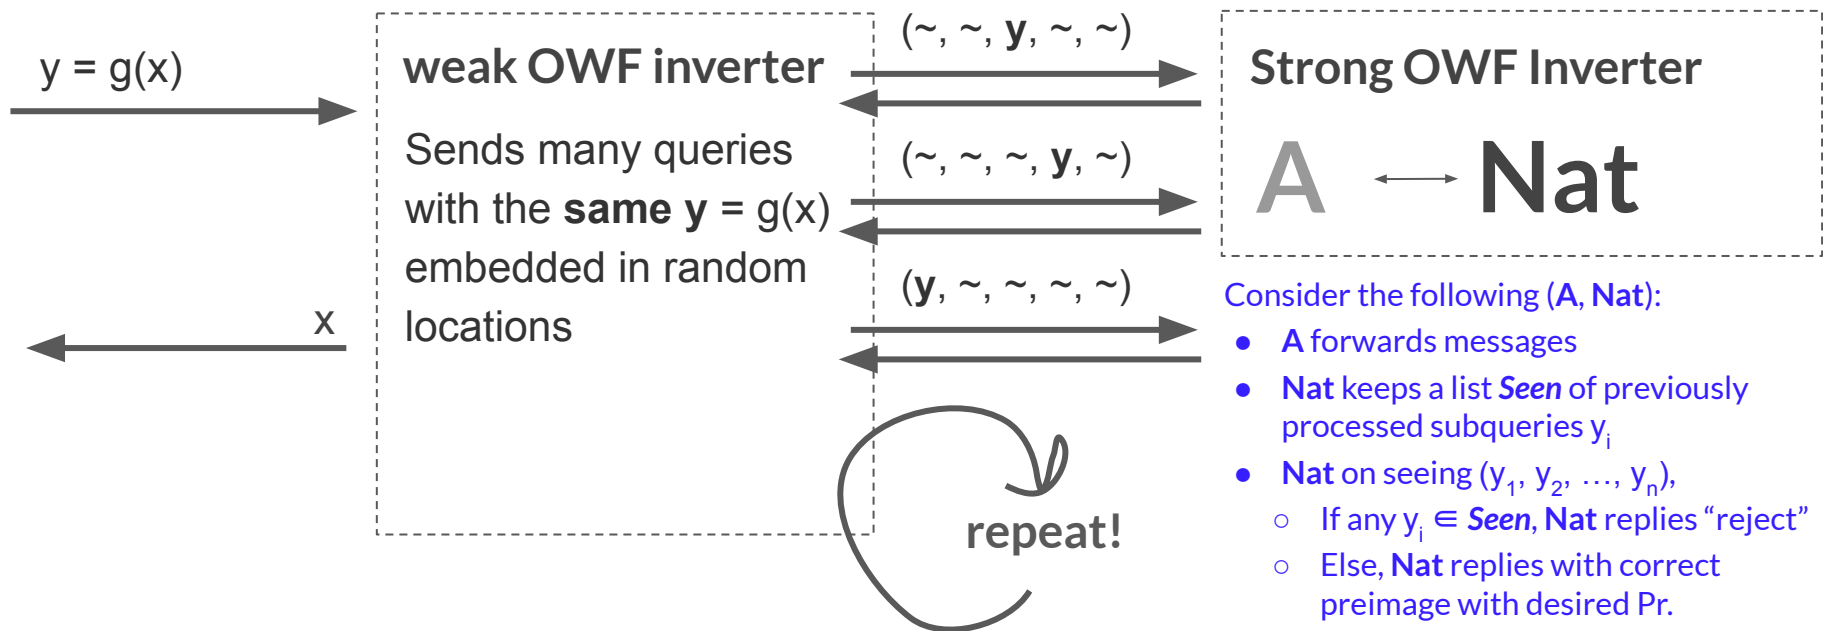 y = g(x)
x
weak OWF inverter
Sends many queries
with the same y = g(x)
embedded in random
locations
(~, ~, y, ~, ~)
(~, ~, ~, y, ~)
(y, ~, ~, ~, ~)
repeat!
Strong OWF Inverter
A Nat
Consider the following (A, Nat):
● A forwards messages
● Nat keeps a list Seen of previously
processed subqueries yᵢ
● Nat on seeing (y₁, y₂, …, yₙ),
○ If any yᵢ ∈ Seen, Nat replies “reject”
○ Else, Nat replies with correct
preimage with desired Pr.